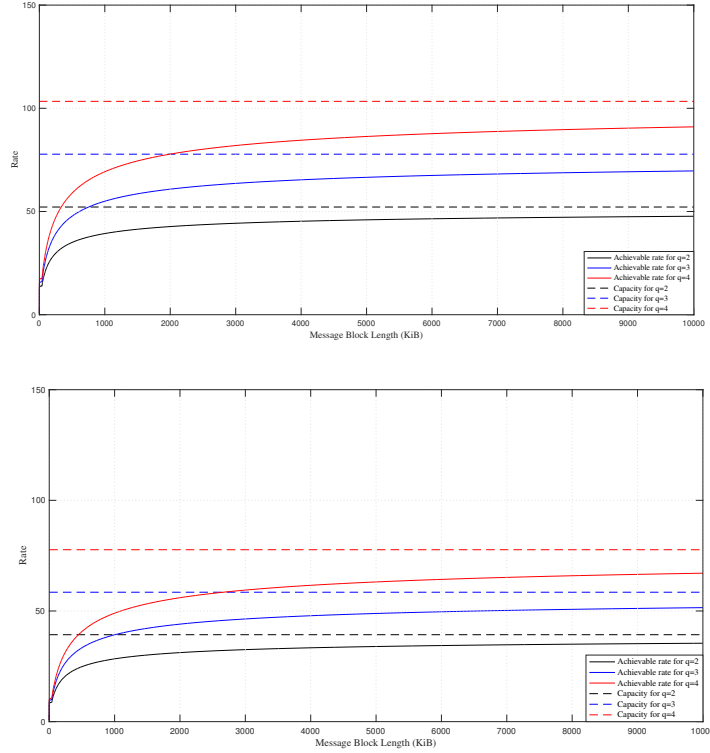 150
100
50
0
Rate
0 1000 2000 3000 4000 5000 6000 7000 8000 9000 10000
Message Block Length (KiB)
Achievable rate for q=2
Achievable rate for q=3
Achievable rate for q=4
Capacity for q=2
Capacity for q=3
Capacity for q=4
150
100
50
0
Rate
0 1000 2000 3000 4000 5000 6000 7000 8000 9000 10000
Message Block Length (KiB)
Achievable rate for q=2
Achievable rate for q=3
Achievable rate for q=4
Capacity for q=2
Capacity for q=3
Capacity for q=4